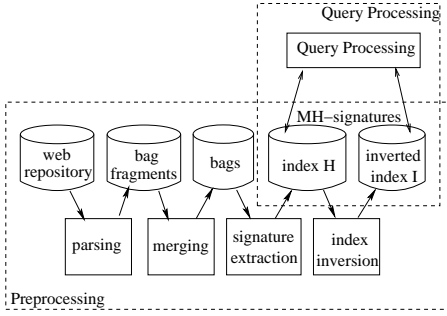 Query Processing
Query Processing
MH-signatures
web
repository
bag
fragments
bags
index H
inverted
index I
parsing
merging
signature
extraction
index
inversion
Preprocessing